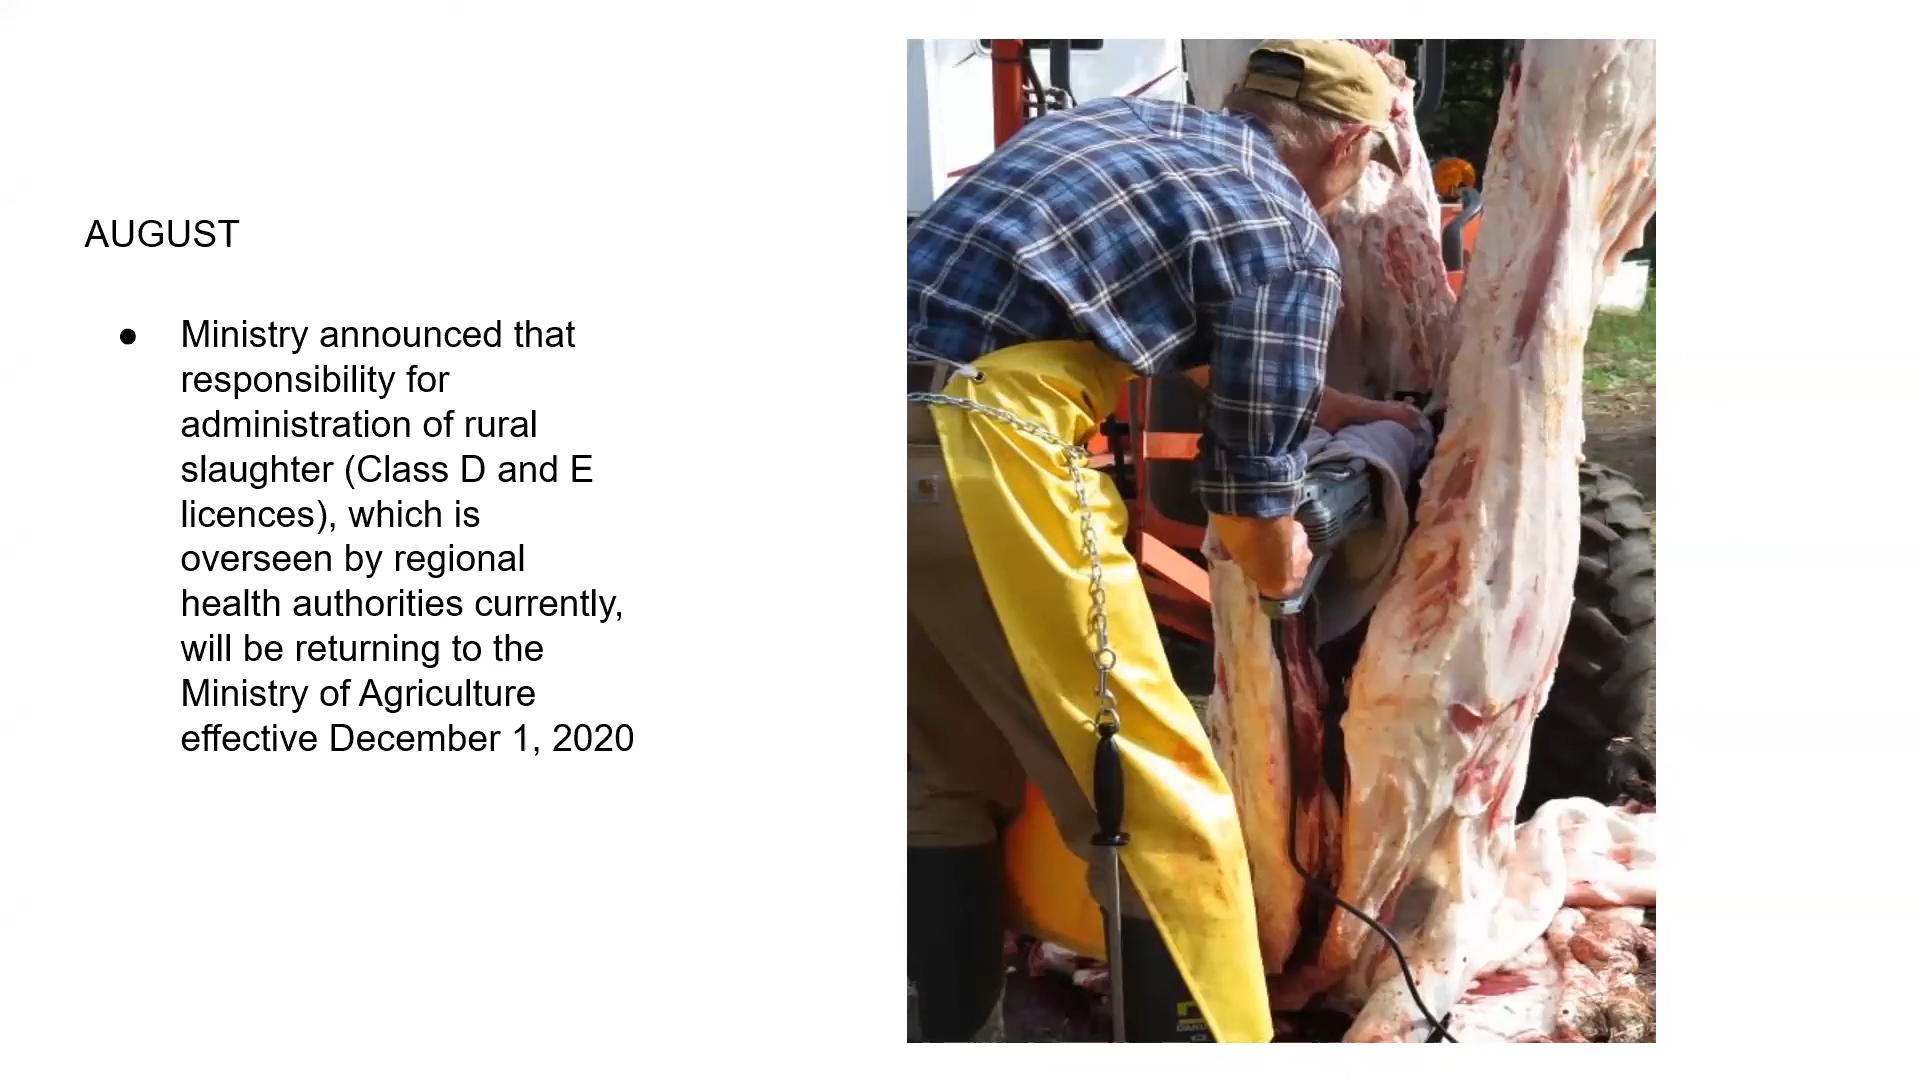 AUGUST
● Ministry announced that
responsibility for
administration of rural
slaughter (Class D and E
licences), which is
overseen by regional
health authorities currently,
will be returning to the
Ministry of Agriculture
effective December 1, 2020